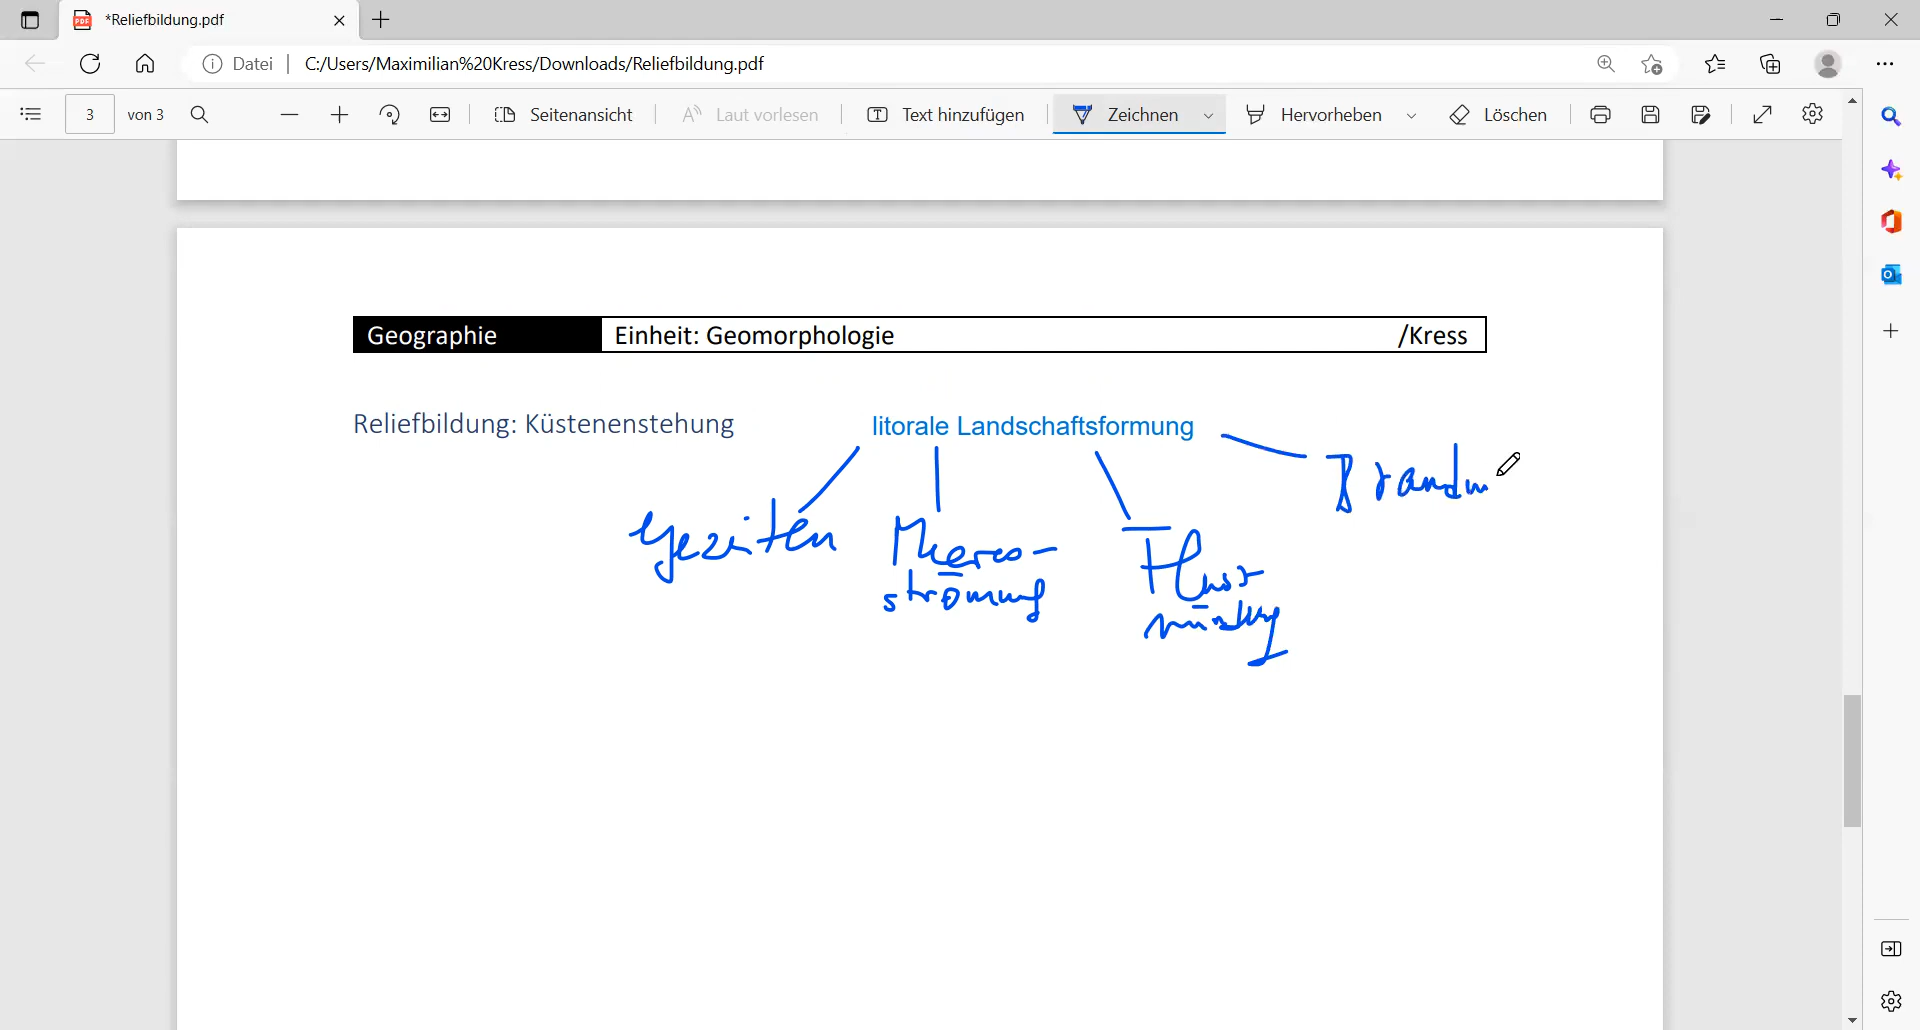 *Reliefbildung.pdf
Datei C:/Users/Maximilian%20Kress/Downloads/Reliefbildung.pdf
3 von 3 Seitenansicht A Laut vorlesen T Text hinzufügen Zeichnen Hervorheben Löschen
Geographie Einheit: Geomorphologie /Kress
Reliefbildung: Küstenenstehung litorale Landschaftsformung
Gezeiten Meeres- Fluss Brandun
strömung mündung